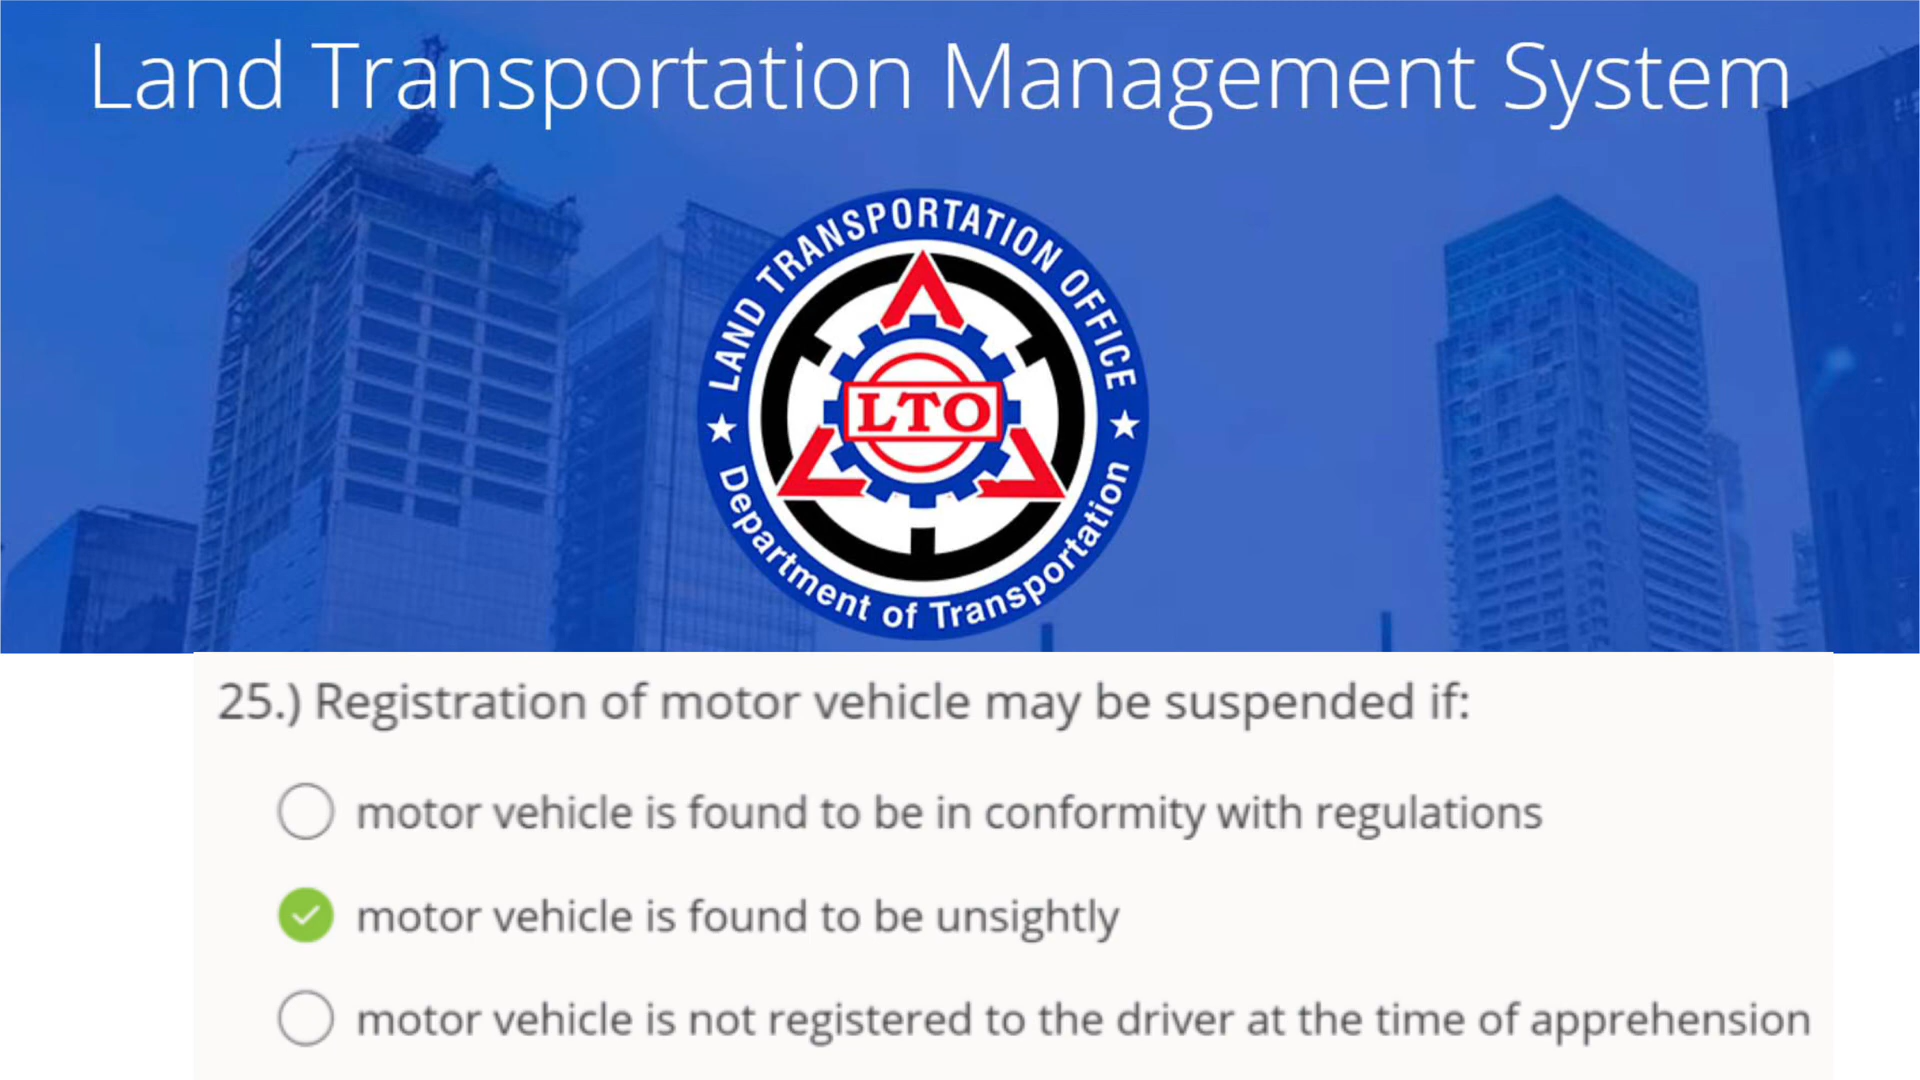 Land Transportation Management System
LAND TRANSPORTATION OFFICE
LTO
Department of Transportation
25.) Registration of motor vehicle may be suspended if:
motor vehicle is found to be in conformity with regulations
motor vehicle is found to be unsightly
motor vehicle is not registered to the driver at the time of apprehension